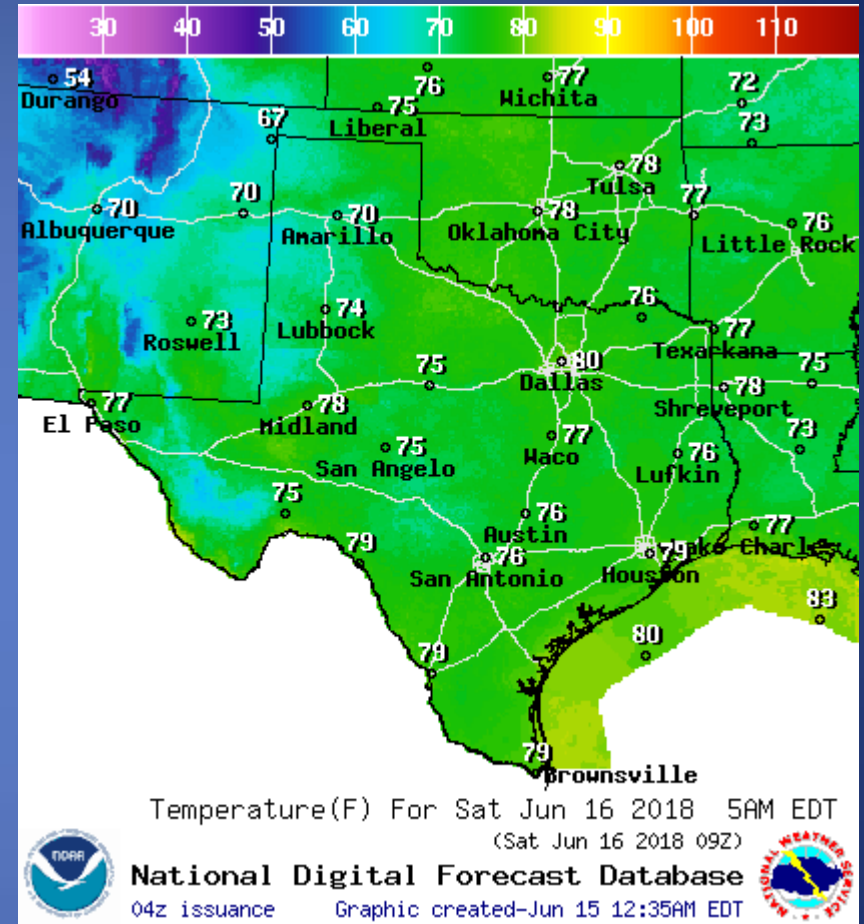 30 40 50 60 70 80 90 100 110
54
Durango
76
77
Wichita
75
Liberal
72
67
73
78
Tulsa
70
Albuquerque
70
70
Amarillo
78
Oklahoma City
77
76
Little Rock
73
Roswell
74
Lubbock
76
77
Texarkana
80
Dallas
75
78
Shreveport
75
77
El Paso
78
Midland
75
San Angelo
77
Waco
76
Lufkin
73
75
76
Austin
79
76
San Antonio
79
Houston
77
Lake Charles
83
80
79
79
Brownsville
Temperature(F) For Sat Jun 16 2018 5AM EDT
(Sat Jun 16 2018 09Z)
NOAA
National Digital Forecast Database
04z issuance Graphic created-Jun 15 12:35AM EDT
NATIONAL WEATHER SERVICE